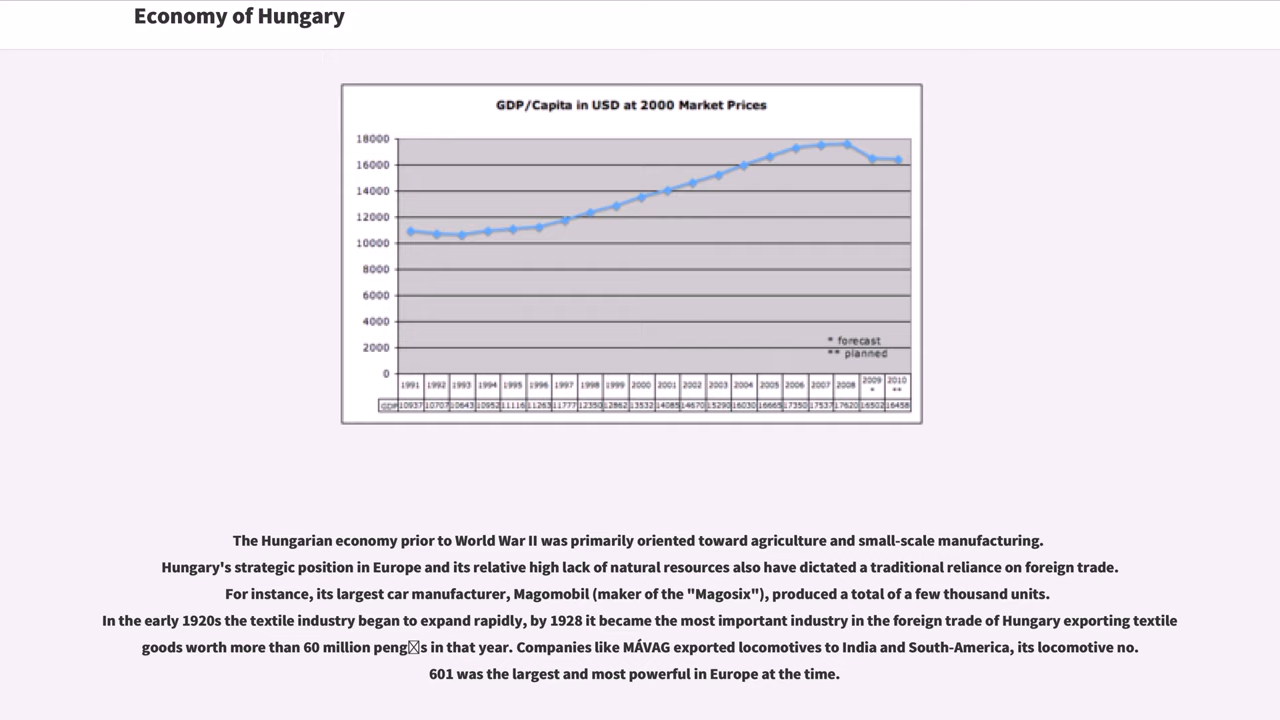 Economy of Hungary
GDP/Capita in USD at 2000 Market Prices
18000
16000
14000
12000
10000
8000
6000
4000
2000
0
* forecast
** planned
1991 1992 1993 1994 1995 1996 1997 1998 1999 2000 2001 2002 2003 2004 2005 2006 2007 2008 2009 * 2010 **
GDP 10937 10707 10643 10952 11116 11263 11777 12350 12862 13532 14085 14670 15290 16030 16665 17350 17537 17620 16502 16458
The Hungarian economy prior to World War II was primarily oriented toward agriculture and small-scale manufacturing.
Hungary's strategic position in Europe and its relative high lack of natural resources also have dictated a traditional reliance on foreign trade.
For instance, its largest car manufacturer, Magomobil (maker of the "Magosix"), produced a total of a few thousand units.
In the early 1920s the textile industry began to expand rapidly, by 1928 it became the most important industry in the foreign trade of Hungary exporting textile
goods worth more than 60 million peng□s in that year. Companies like MÁVAG exported locomotives to India and South-America, its locomotive no.
601 was the largest and most powerful in Europe at the time.